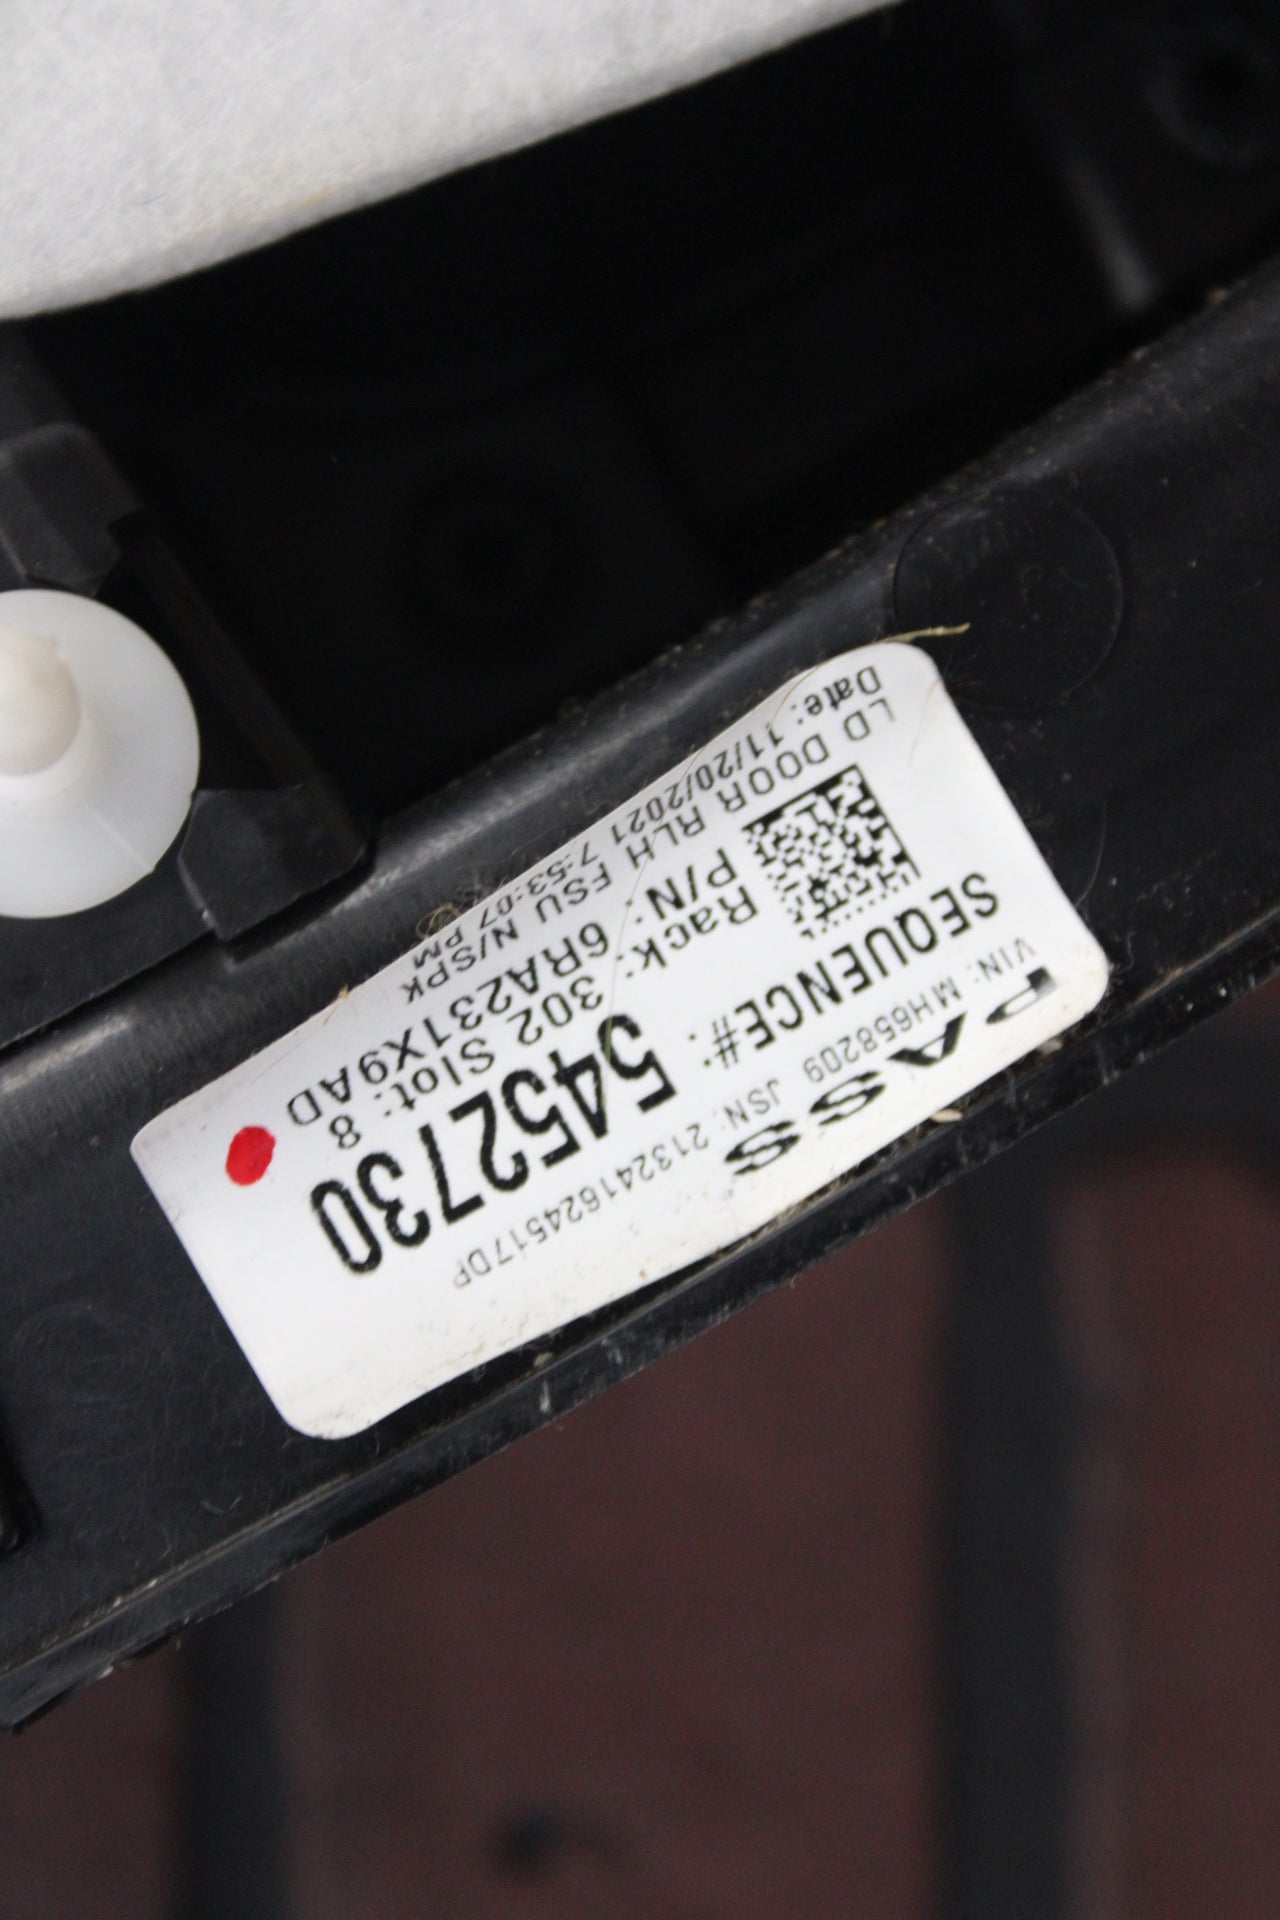 PASS
VIN: MH658209 JSN: 21324162451​7DP
SEQUENCE#: 5452730
Rack: 302 Slot: 8
P/N: 6RA231X9AD
LD DOOR RLH FSU N/SPK
Date: 11/20/2021 7:53:07 PM